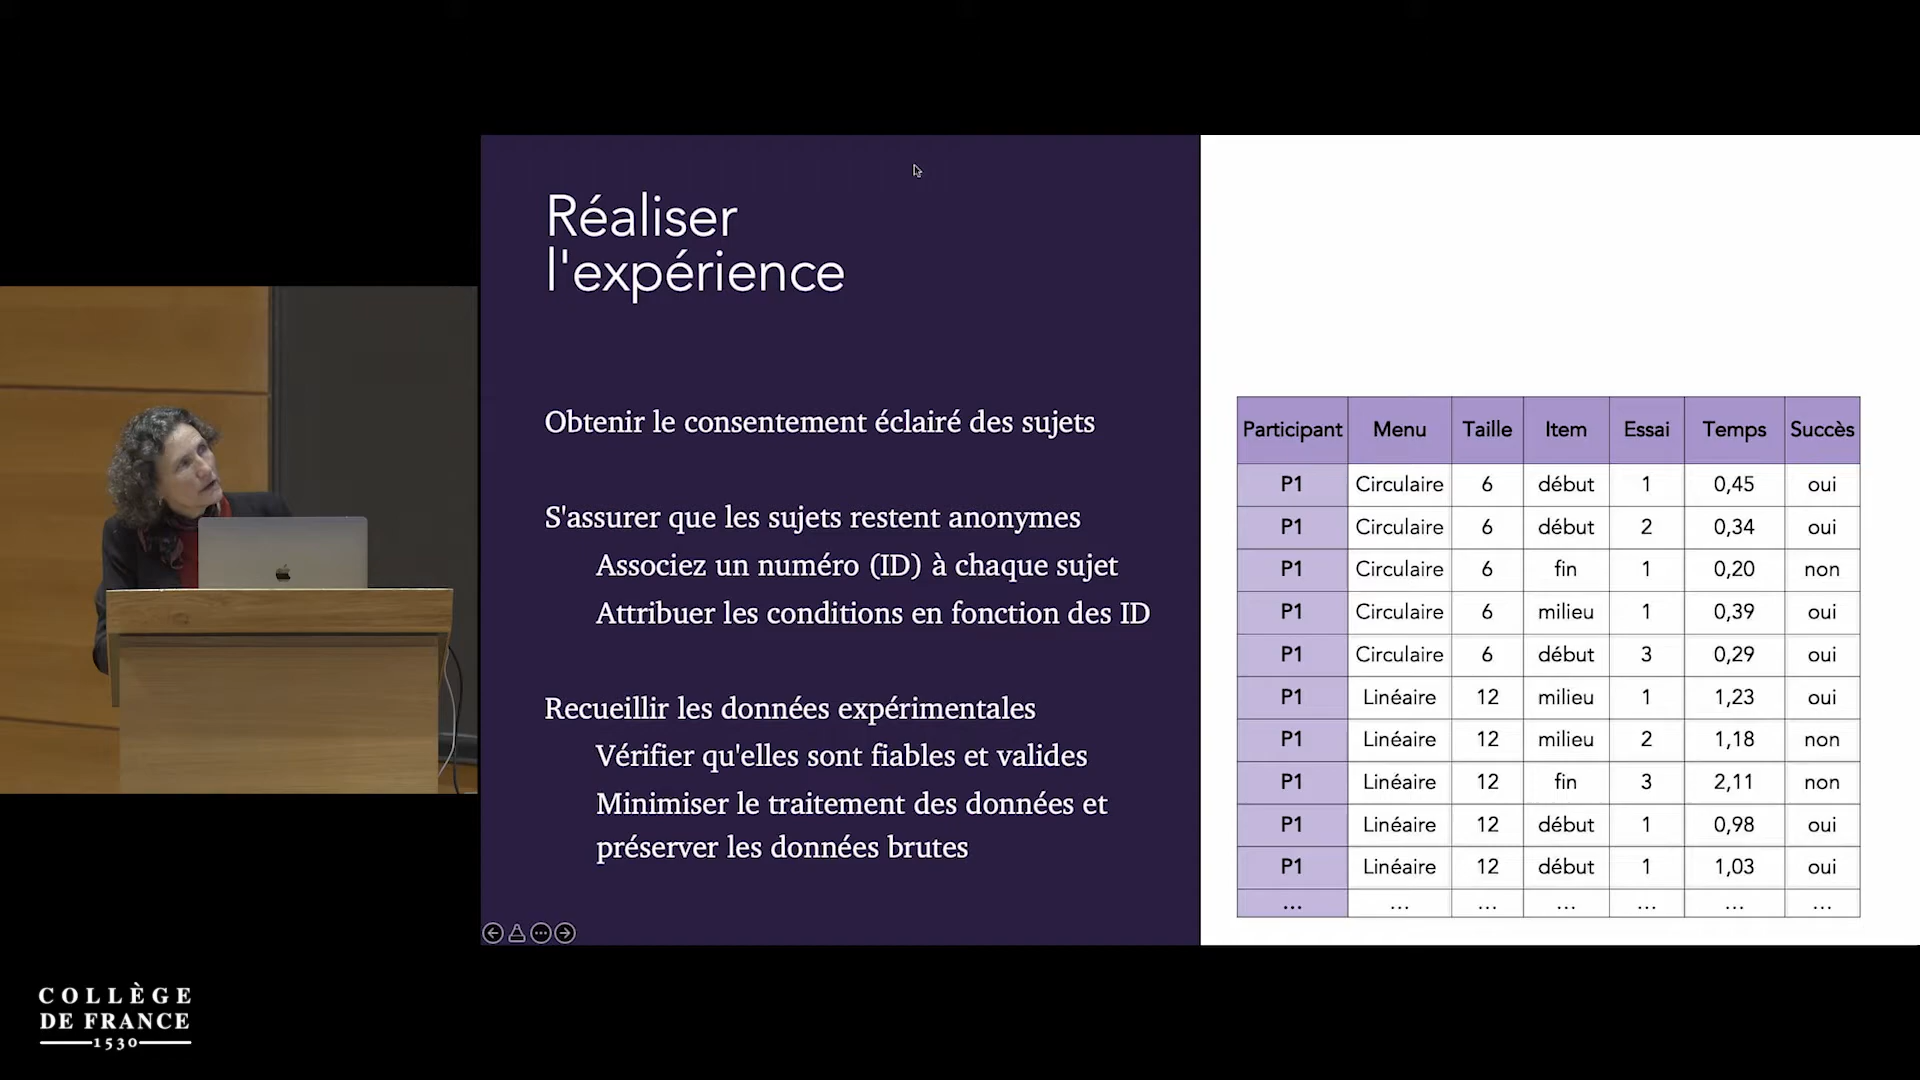 Réaliser
l'expérience
Obtenir le consentement éclairé des sujets
S'assurer que les sujets restent anonymes
Associez un numéro (ID) à chaque sujet
Attribuer les conditions en fonction des ID
Recueillir les données expérimentales
Vérifier qu'elles sont fiables et valides
Minimiser le traitement des données et
préserver les données brutes
Participant Menu Taille Item Essai Temps Succès
P1 Circulaire 6 début 1 0,45 oui
P1 Circulaire 6 début 2 0,34 oui
P1 Circulaire 6 fin 1 0,20 non
P1 Circulaire 6 milieu 1 0,39 oui
P1 Circulaire 6 début 3 0,29 oui
P1 Linéaire 12 milieu 1 1,23 oui
P1 Linéaire 12 milieu 2 1,18 non
P1 Linéaire 12 fin 3 2,11 non
P1 Linéaire 12 début 1 0,98 oui
P1 Linéaire 12 début 1 1,03 oui
... ... ... ... ... ... ...
COLLÈGE
DE FRANCE
1530